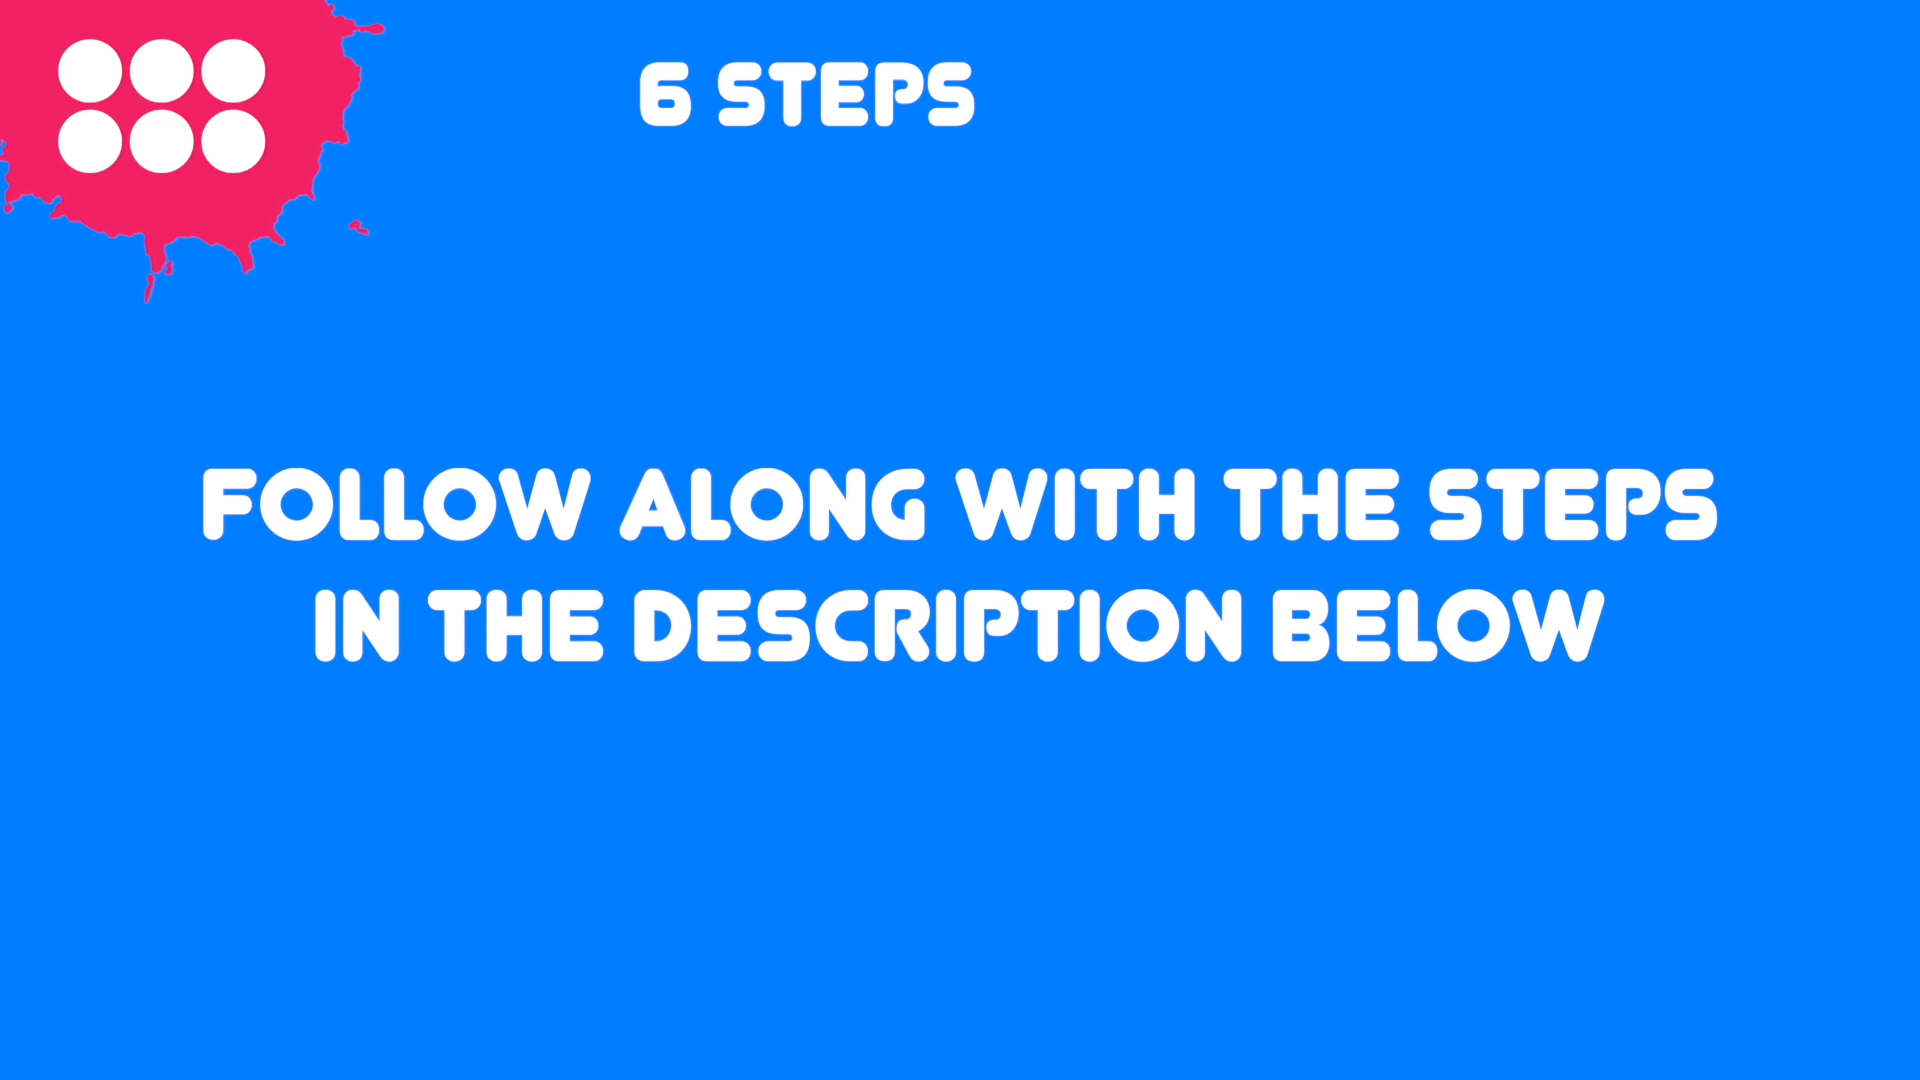 6 STEPS
FOLLOW ALONG WITH THE STEPS
IN THE DESCRIPTION BELOW